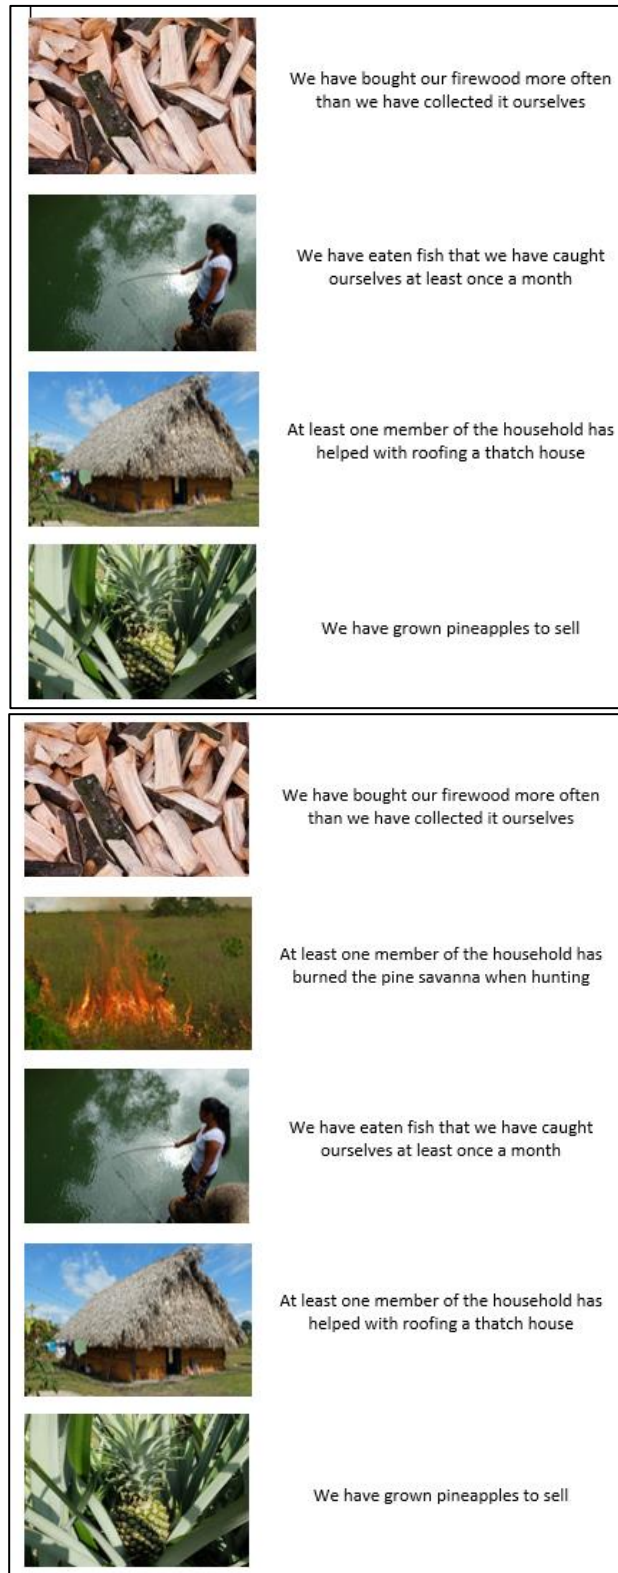 We have bought our firewood more often
than we have collected it ourselves
We have eaten fish that we have caught
ourselves at least once a month
At least one member of the household has
helped with roofing a thatch house
We have grown pineapples to sell
We have bought our firewood more often
than we have collected it ourselves
At least one member of the household has
burned the pine savanna when hunting
We have eaten fish that we have caught
ourselves at least once a month
At least one member of the household has
helped with roofing a thatch house
We have grown pineapples to sell